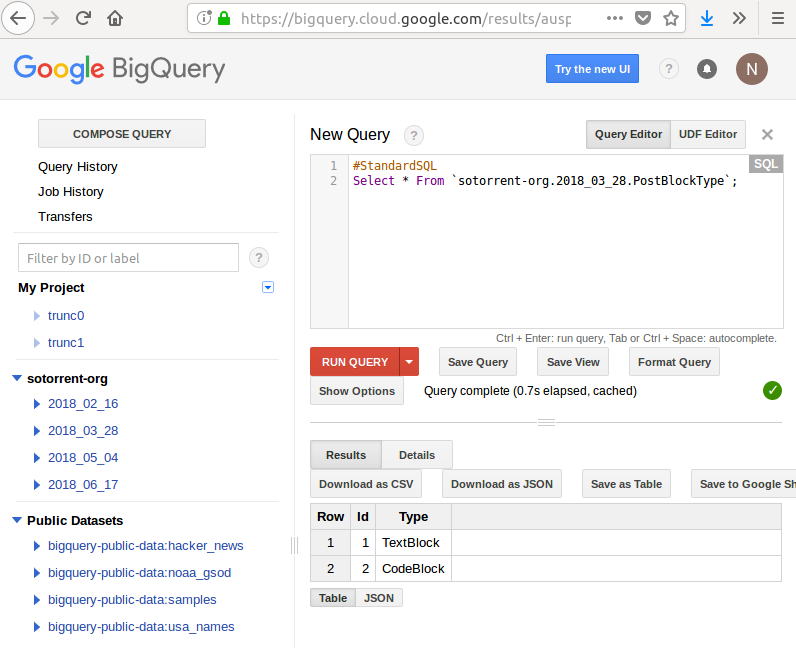 https://bigquery.cloud.google.com/results/ausp
Google BigQuery
Try the new UI
?
N
COMPOSE QUERY
Query History
Job History
Transfers
Filter by ID or label
?
My Project
trunc0
trunc1
sotorrent-org
2018_02_16
2018_03_28
2018_05_04
2018_06_17
Public Datasets
bigquery-public-data:hacker_news
bigquery-public-data:noaa_gsod
bigquery-public-data:samples
bigquery-public-data:usa_names
New Query ?
Query Editor UDF Editor
SQL
1 #StandardSQL
2 Select * From `sotorrent-org.2018_03_28.PostBlockType`;
Ctrl + Enter: run query, Tab or Ctrl + Space: autocomplete.
RUN QUERY Save Query Save View Format Query
Show Options Query complete (0.7s elapsed, cached)
Results Details
Download as CSV Download as JSON Save as Table Save to Google Sh
Row Id Type
1 1 TextBlock
2 2 CodeBlock
Table JSON